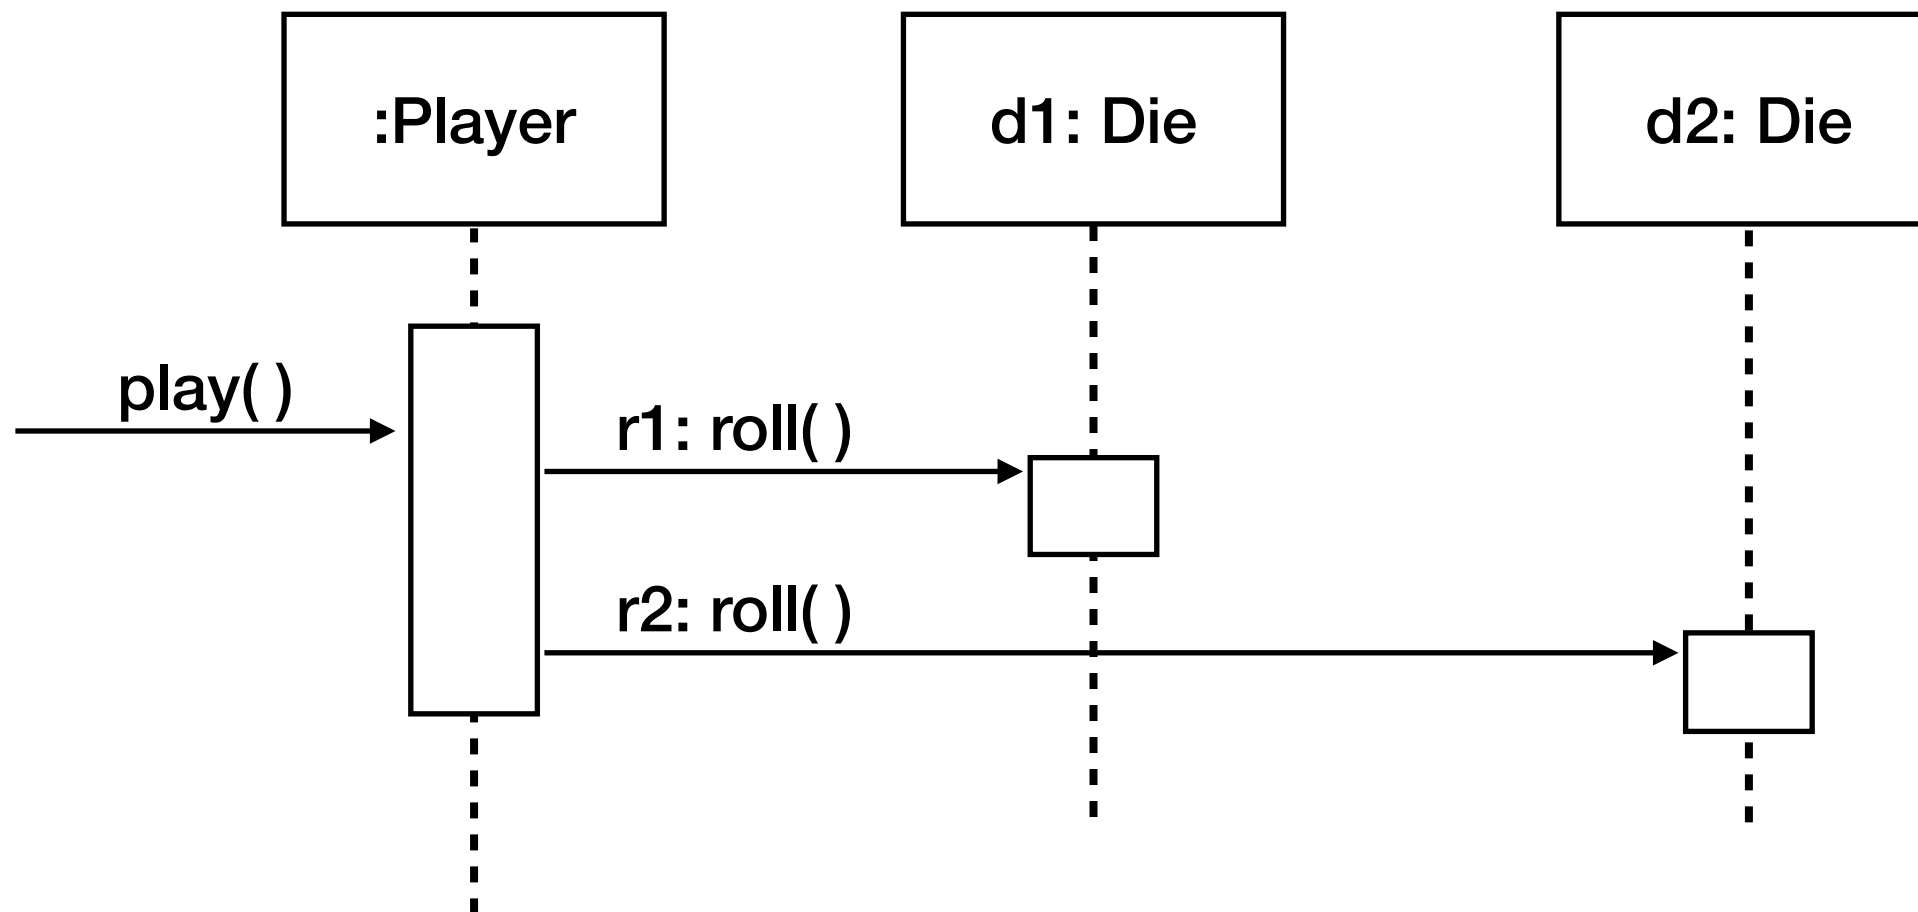 :Player
d1: Die
d2: Die
play( )
r1: roll( )
r2: roll( )